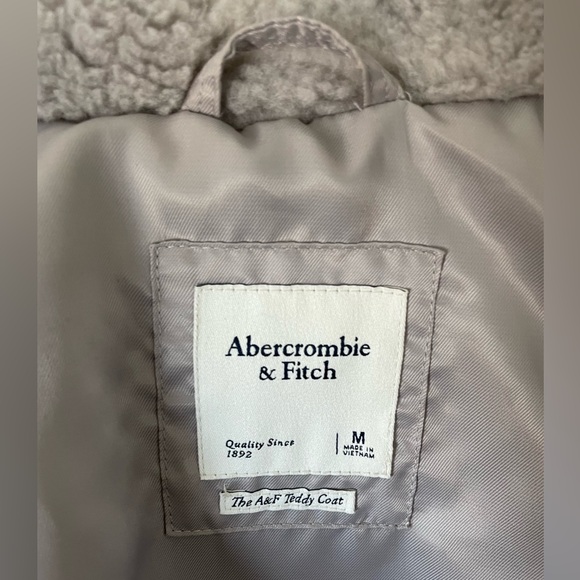 Abercrombie
& Fitch
Quality Since
1892
M
MADE IN
VIETNAM
The A&F Teddy Coat